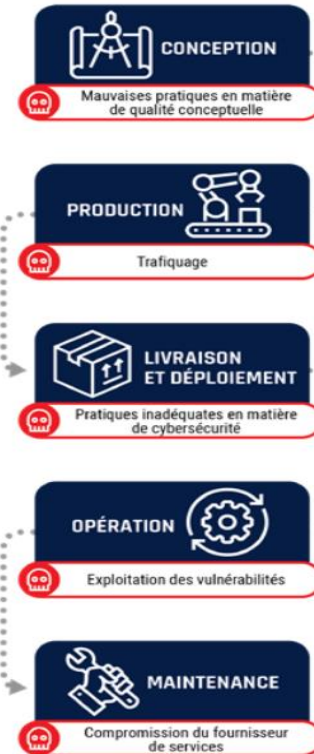 CONCEPTION
Mauvaises pratiques en matière
de qualité conceptuelle
PRODUCTION
Trafiquage
LIVRAISON
ET DÉPLOIEMENT
Pratiques inadéquates en matière
de cybersécurité
OPÉRATION
Exploitation des vulnérabilités
MAINTENANCE
Compromission du fournisseur
de services